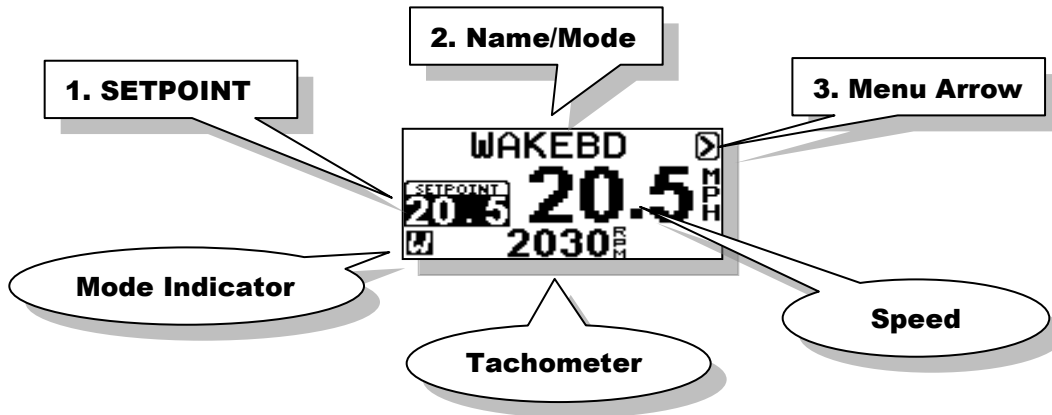 2. Name/Mode
1. SETPOINT
3. Menu Arrow
WAKEBD >
SETPOINT
20.5
20.5 MPH
W 2030 RPM
Mode Indicator
Speed
Tachometer